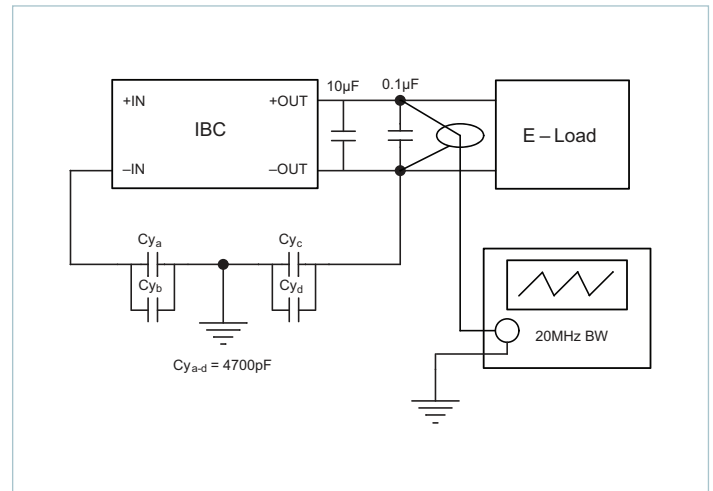 10µF
0.1µF
+IN
+OUT
IBC
E – Load
–IN
–OUT
Cya
Cyc
Cyb
Cyd
20MHz BW
Cya-d = 4700pF